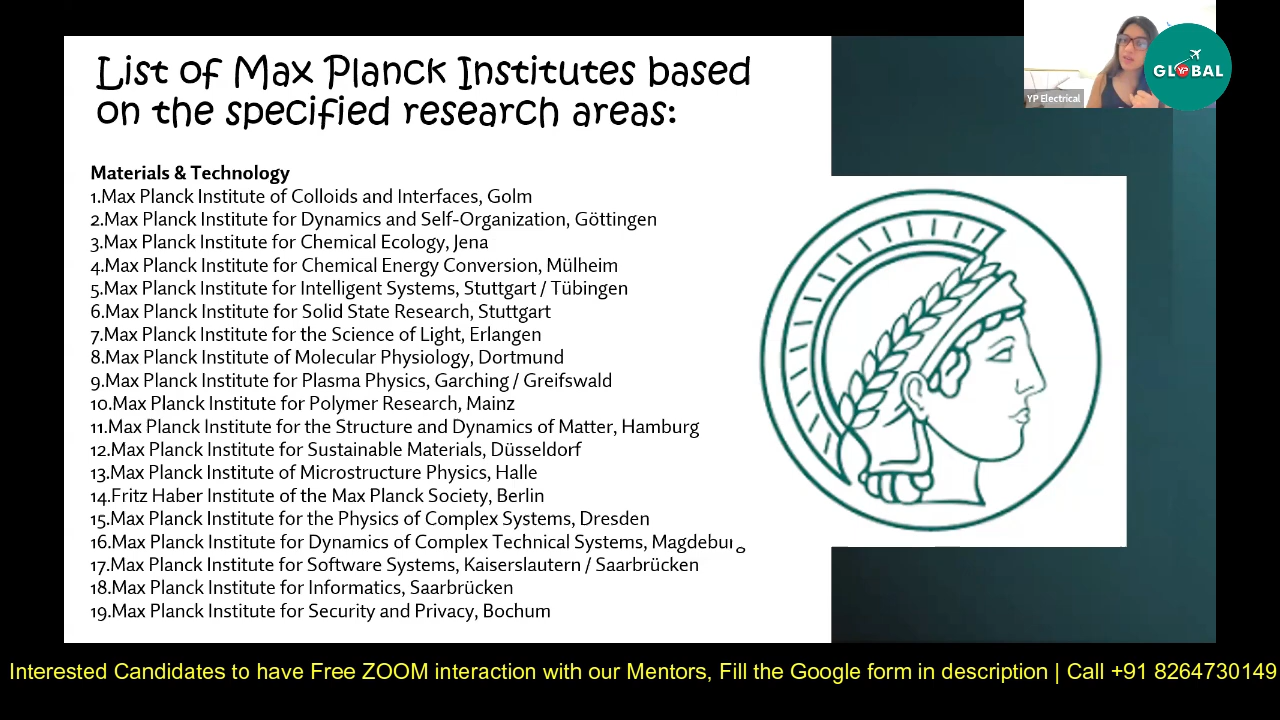 List of Max Planck Institutes based
on the specified research areas:
Materials & Technology
1.Max Planck Institute of Colloids and Interfaces, Golm
2.Max Planck Institute for Dynamics and Self-Organization, Göttingen
3.Max Planck Institute for Chemical Ecology, Jena
4.Max Planck Institute for Chemical Energy Conversion, Mülheim
5.Max Planck Institute for Intelligent Systems, Stuttgart / Tübingen
6.Max Planck Institute for Solid State Research, Stuttgart
7.Max Planck Institute for the Science of Light, Erlangen
8.Max Planck Institute of Molecular Physiology, Dortmund
9.Max Planck Institute for Plasma Physics, Garching / Greifswald
10.Max Planck Institute for Polymer Research, Mainz
11.Max Planck Institute for the Structure and Dynamics of Matter, Hamburg
12.Max Planck Institute for Sustainable Materials, Düsseldorf
13.Max Planck Institute of Microstructure Physics, Halle
14.Fritz Haber Institute of the Max Planck Society, Berlin
15.Max Planck Institute for the Physics of Complex Systems, Dresden
16.Max Planck Institute for Dynamics of Complex Technical Systems, Magdeburg
17.Max Planck Institute for Software Systems, Kaiserslautern / Saarbrücken
18.Max Planck Institute for Informatics, Saarbrücken
19.Max Planck Institute for Security and Privacy, Bochum
YP Electrical
GLYPBAL
Interested Candidates to have Free ZOOM interaction with our Mentors, Fill the Google form in description | Call +91 8264730149